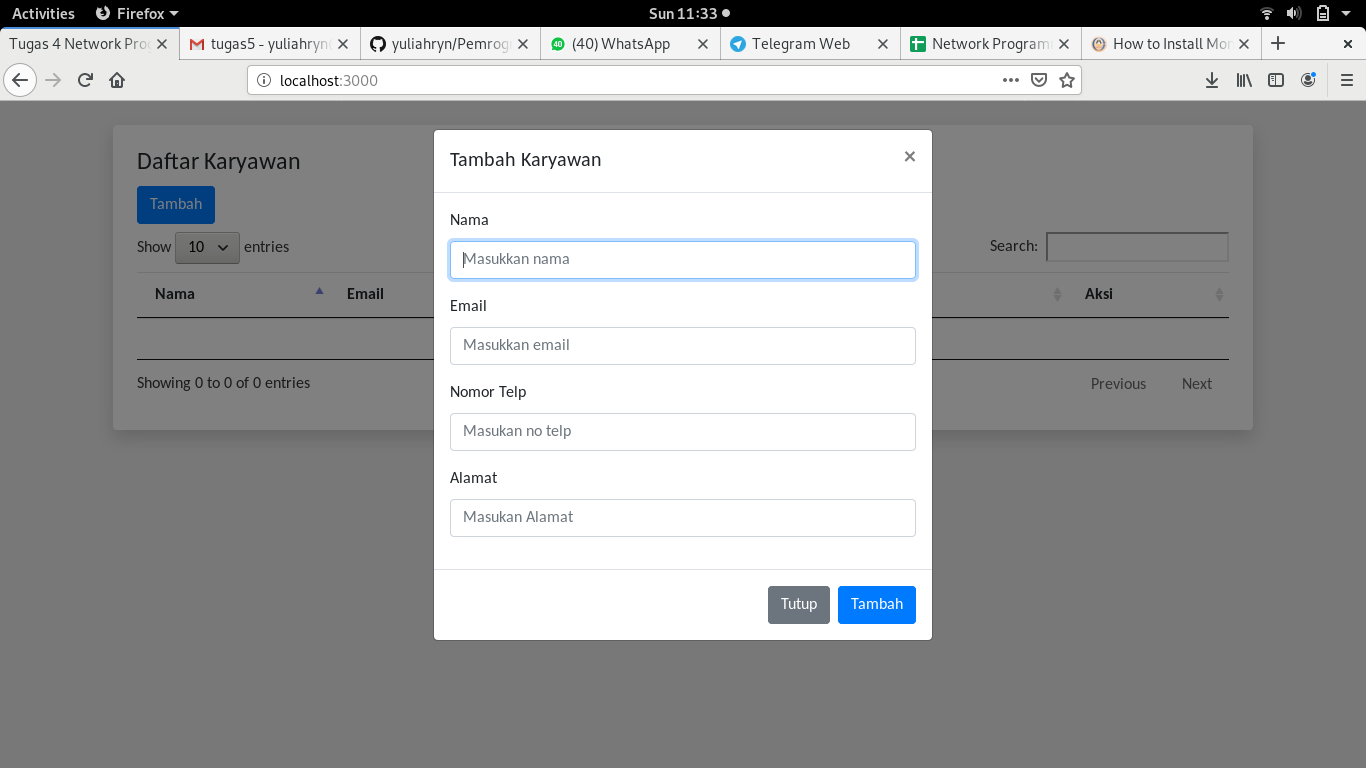 Activities Firefox Sun 11:33
Tugas 4 Network Pro tugas5 - yuliahryn yuliahryn/Pemrog (40) WhatsApp Telegram Web Network Program How to Install Mon
localhost:3000
Daftar Karyawan
Tambah
Show 10 entries
Search:
Nama Email Aksi
Showing 0 to 0 of 0 entries
Previous Next
Tambah Karyawan
×
Nama
Masukkan nama
Email
Masukkan email
Nomor Telp
Masukan no telp
Alamat
Masukan Alamat
Tutup Tambah